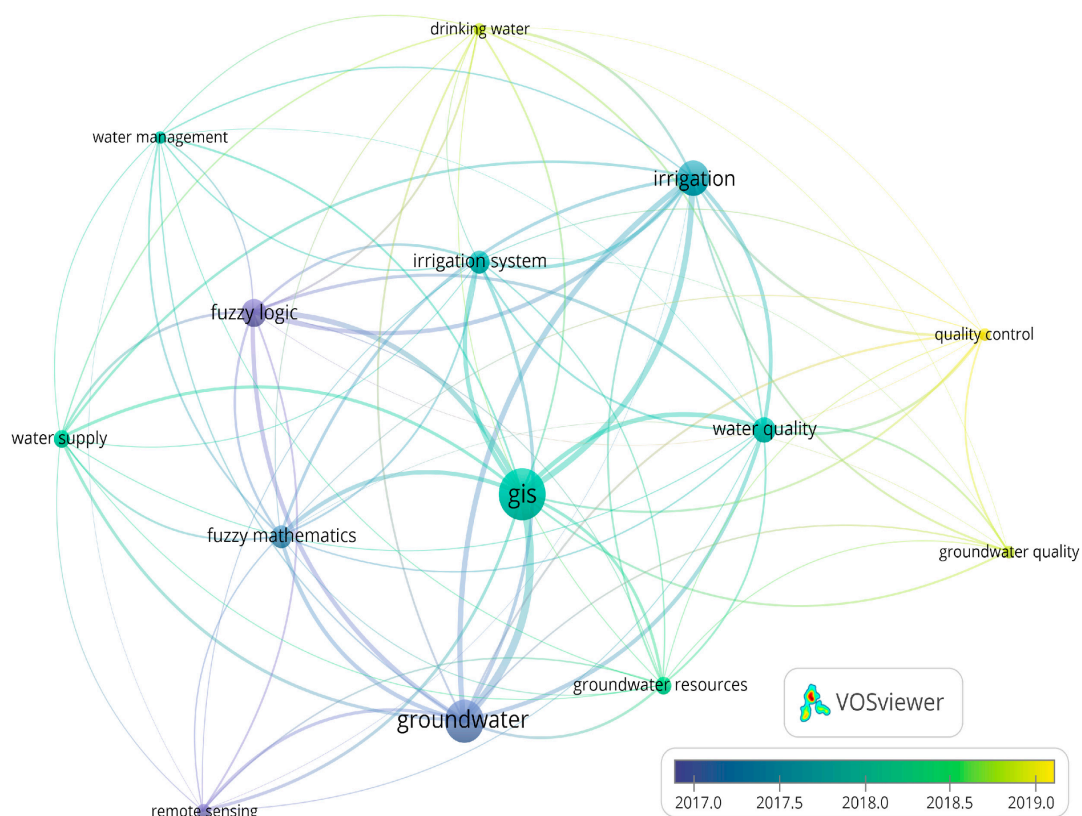 drinking water
water management
irrigation
irrigation system
fuzzy logic
quality control
water supply
water quality
gis
fuzzy mathematics
groundwater quality
groundwater resources
groundwater
VOSviewer
remote sensing
2017.0 2017.5 2018.0 2018.5 2019.0